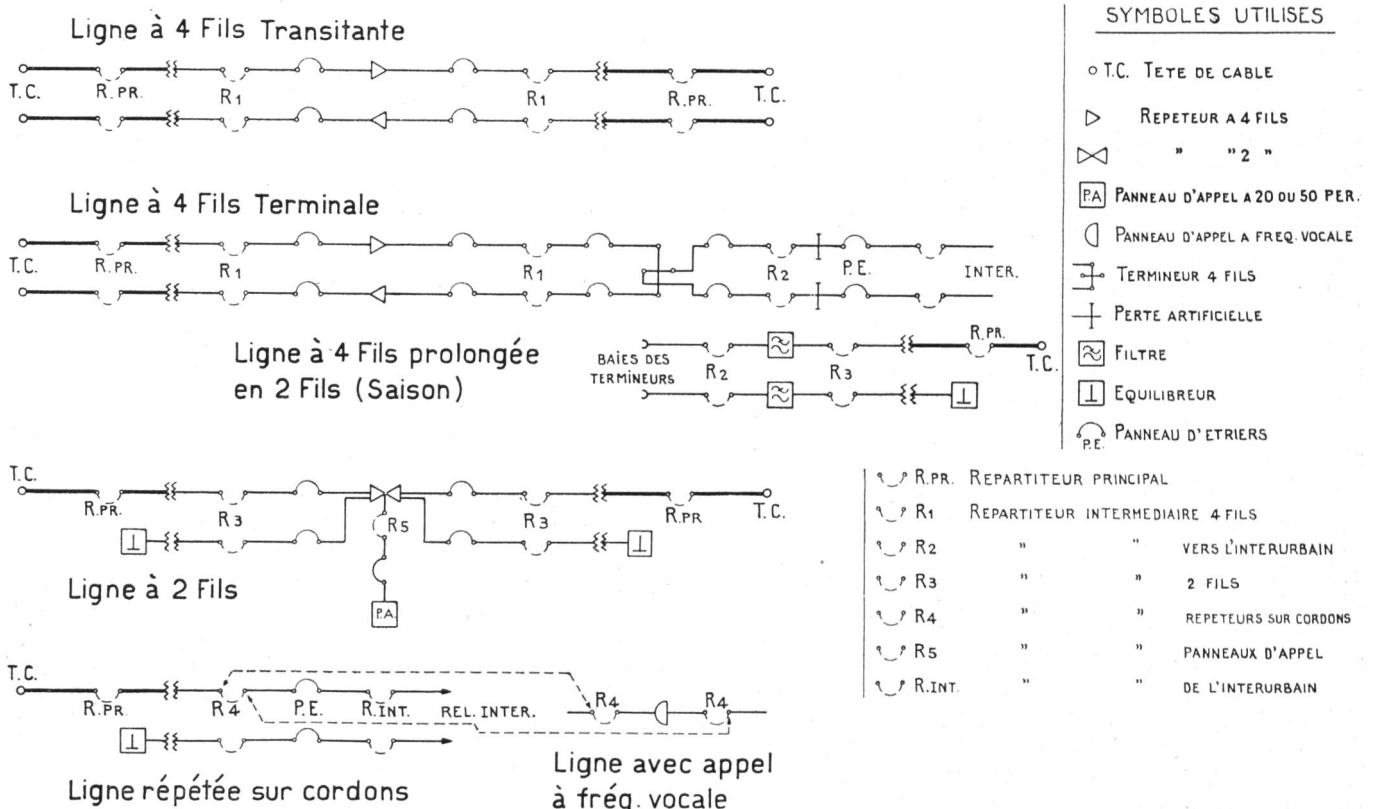 Ligne à 4 Fils Transitante
T.C. R.PR. R1 R1 R.PR. T.C.
Ligne à 4 Fils Terminale
T.C. R.PR. R1 R1 R2 P.E. INTER.
Ligne à 4 Fils prolongée
en 2 Fils (Saison)
BAIES DES
TERMINEURS
R2 R3 R.PR. T.C.
T.C. R.PR. R3 R5 R3 R.PR T.C.
Ligne à 2 Fils
P.A.
T.C. R.PR. R4 P.E. R.INT. REL. INTER.
R4 R4
Ligne répétée sur cordons
Ligne avec appel
à fréq. vocale
SYMBOLES UTILISES
T.C. TETE DE CABLE
REPETEUR A 4 FILS
" " 2 "
P.A PANNEAU D'APPEL A 20 OU 50 PER.
PANNEAU D'APPEL A FREQ. VOCALE
TERMINEUR 4 FILS
PERTE ARTIFICIELLE
FILTRE
EQUILIBREUR
P.E. PANNEAU D'ETRIERS
R.PR. REPARTITEUR PRINCIPAL
R1 REPARTITEUR INTERMEDIAIRE 4 FILS
R2 " " VERS L'INTERURBAIN
R3 " " 2 FILS
R4 " " REPETEURS SUR CORDONS
R5 " " PANNEAUX D'APPEL
R.INT. " " DE L'INTERURBAIN